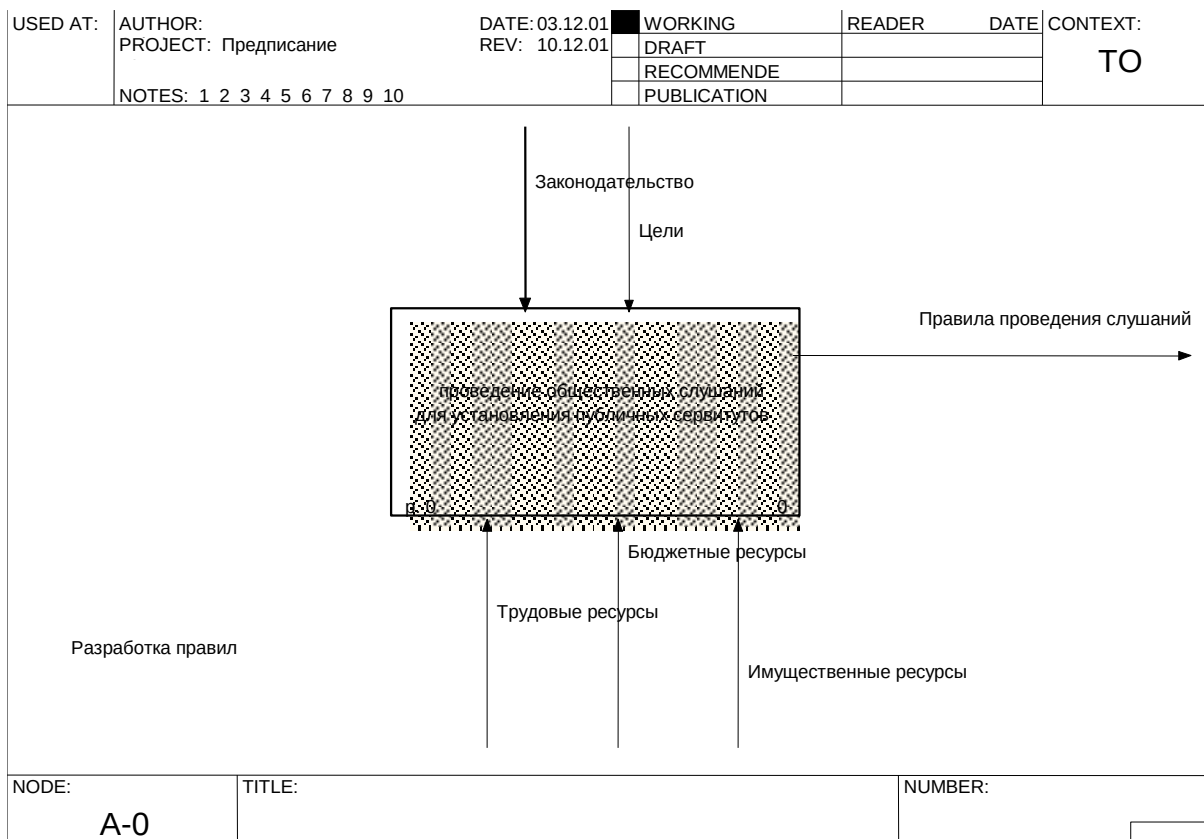 USED AT:
AUTHOR:
DATE: 03.12.01
WORKING
READER
DATE
CONTEXT:
PROJECT: Предписание
REV: 10.12.01
DRAFT
TO
RECOMMENDE
NOTES: 1 2 3 4 5 6 7 8 9 10
PUBLICATION
Законодательство
Цели
Правила проведения слушаний
проведение общественных слушаний
для установления публичных сервитутов
р. 0
0
Бюджетные ресурсы
Трудовые ресурсы
Разработка правил
Имущественные ресурсы
NODE:
TITLE:
NUMBER:
A-0